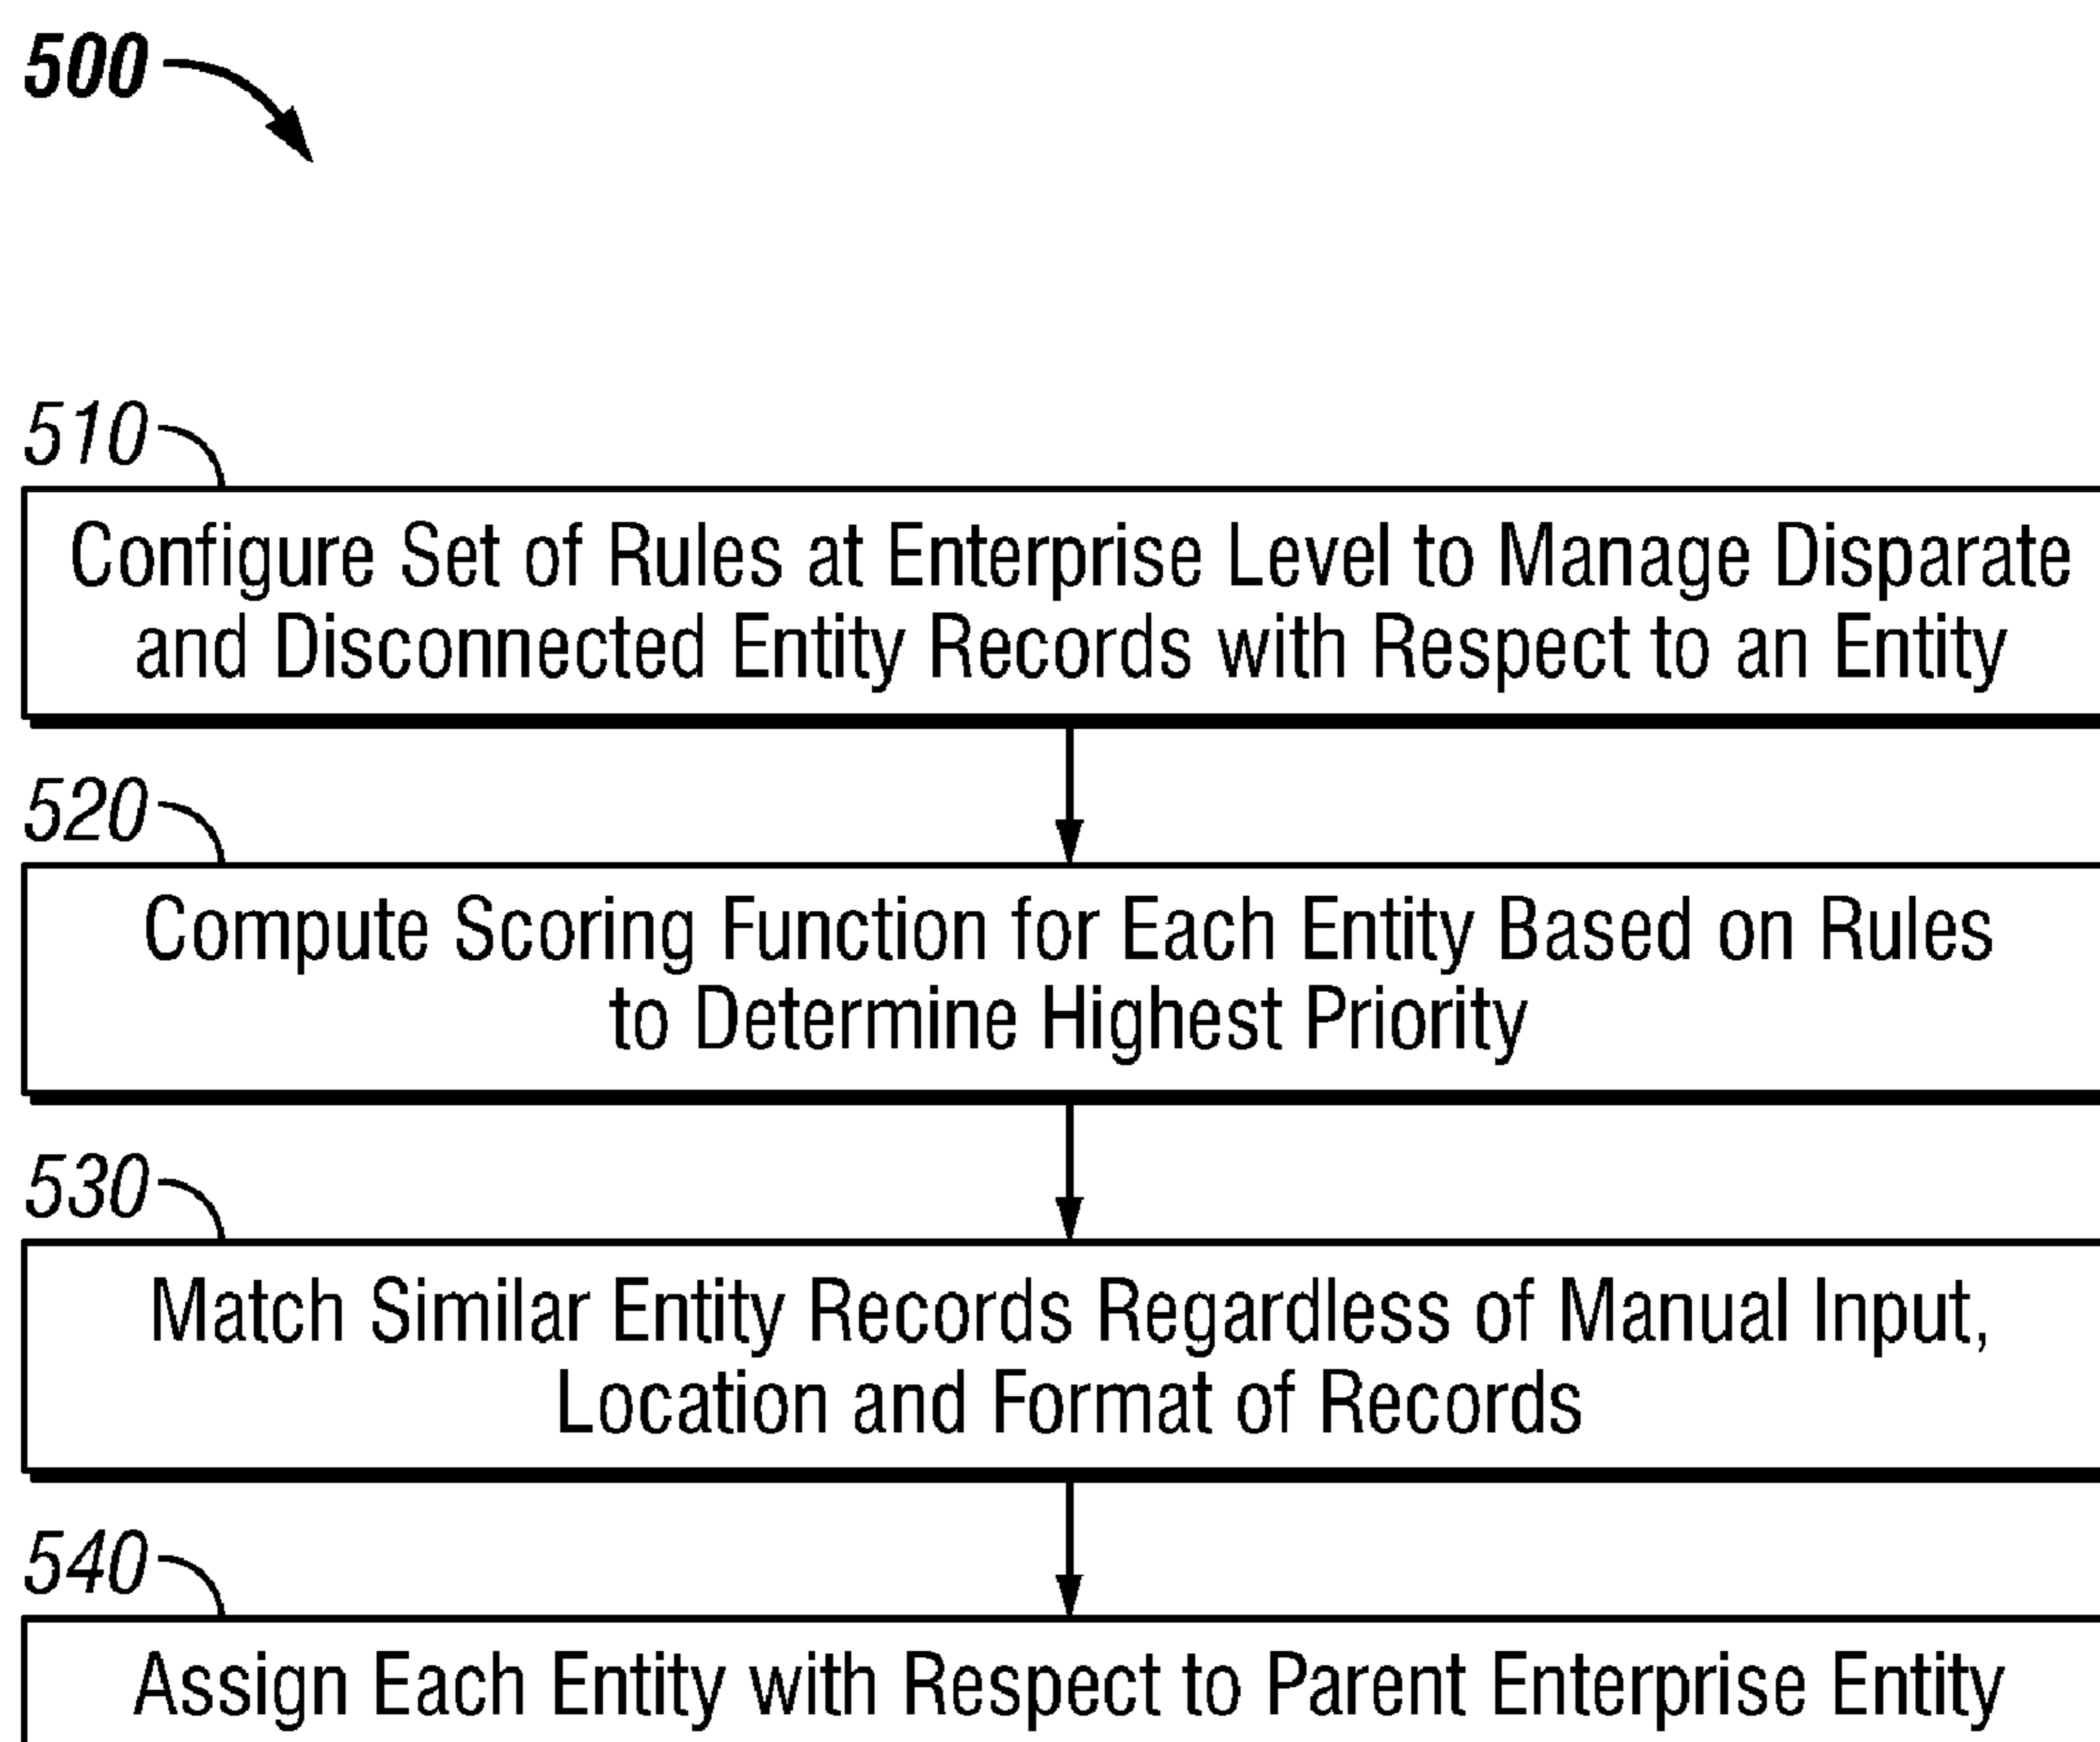 500
510
Configure Set of Rules at Enterprise Level to Manage Disparate
and Disconnected Entity Records with Respect to an Entity
520
Compute Scoring Function for Each Entity Based on Rules
to Determine Highest Priority
530
Match Similar Entity Records Regardless of Manual Input,
Location and Format of Records
540
Assign Each Entity with Respect to Parent Enterprise Entity